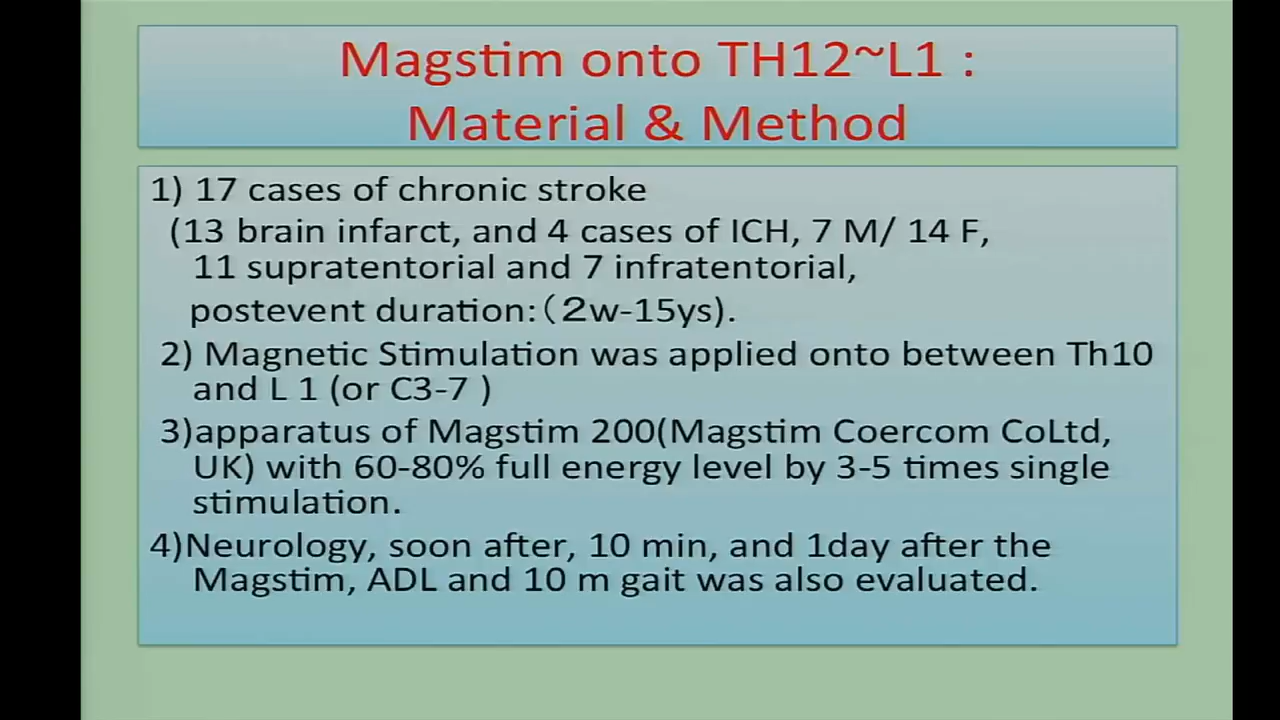 Magstim onto TH12~L1 :
Material & Method
1) 17 cases of chronic stroke
(13 brain infarct, and 4 cases of ICH, 7 M/ 14 F,
11 supratentorial and 7 infratentorial,
postevent duration:（２w-15ys).
2) Magnetic Stimulation was applied onto between Th10
and L 1 (or C3-7 )
3)apparatus of Magstim 200(Magstim Coercom CoLtd,
UK) with 60-80% full energy level by 3-5 times single
stimulation.
4)Neurology, soon after, 10 min, and 1day after the
Magstim, ADL and 10 m gait was also evaluated.